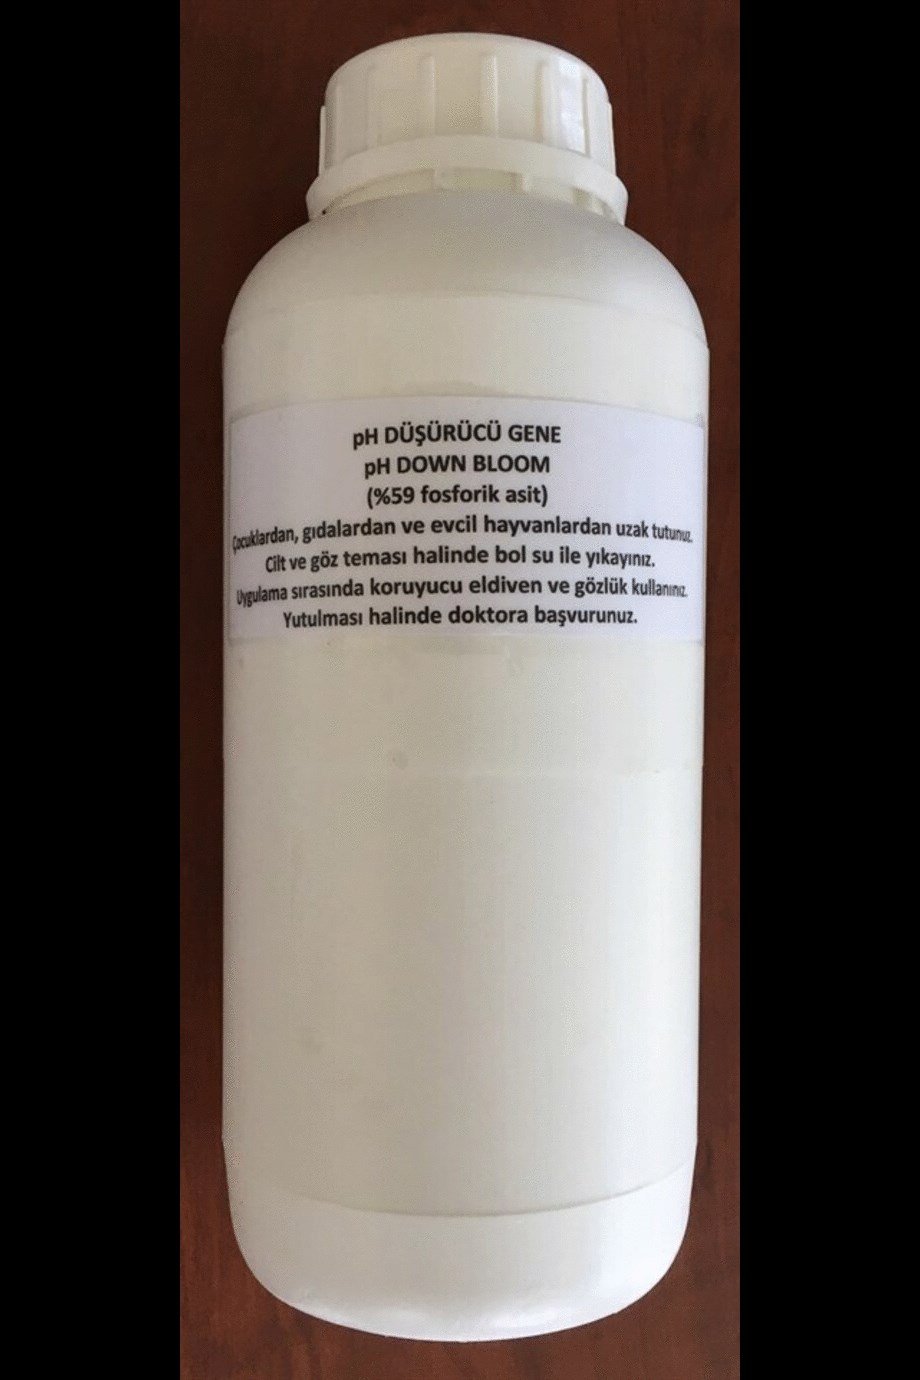 pH DÜŞÜRÜCÜ GENE
pH DOWN BLOOM
(%59 fosforik asit)
Çocuklardan, gıdalardan ve evcil hayvanlardan uzak tutunuz.
Cilt ve göz teması halinde bol su ile yıkayınız.
Uygulama sırasında koruyucu eldiven ve gözlük kullanınız.
Yutulması halinde doktora başvurunuz.